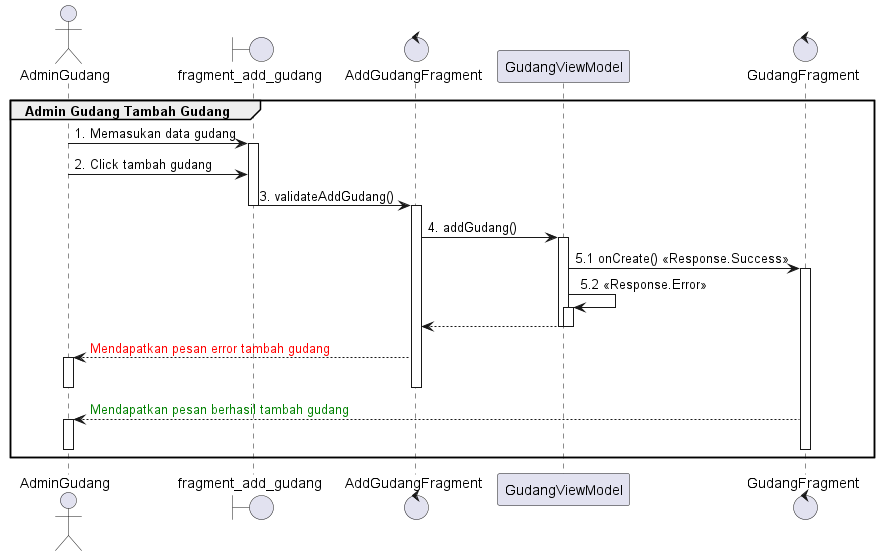 AdminGudang
fragment_add_gudang
AddGudangFragment
GudangViewModel
GudangFragment
Admin Gudang Tambah Gudang
1. Memasukan data gudang
2. Click tambah gudang
3. validateAddGudang()
4. addGudang()
5.1 onCreate() «Response.Success»
5.2 «Response.Error»
Mendapatkan pesan error tambah gudang
Mendapatkan pesan berhasil tambah gudang
AdminGudang
fragment_add_gudang
AddGudangFragment
GudangViewModel
GudangFragment